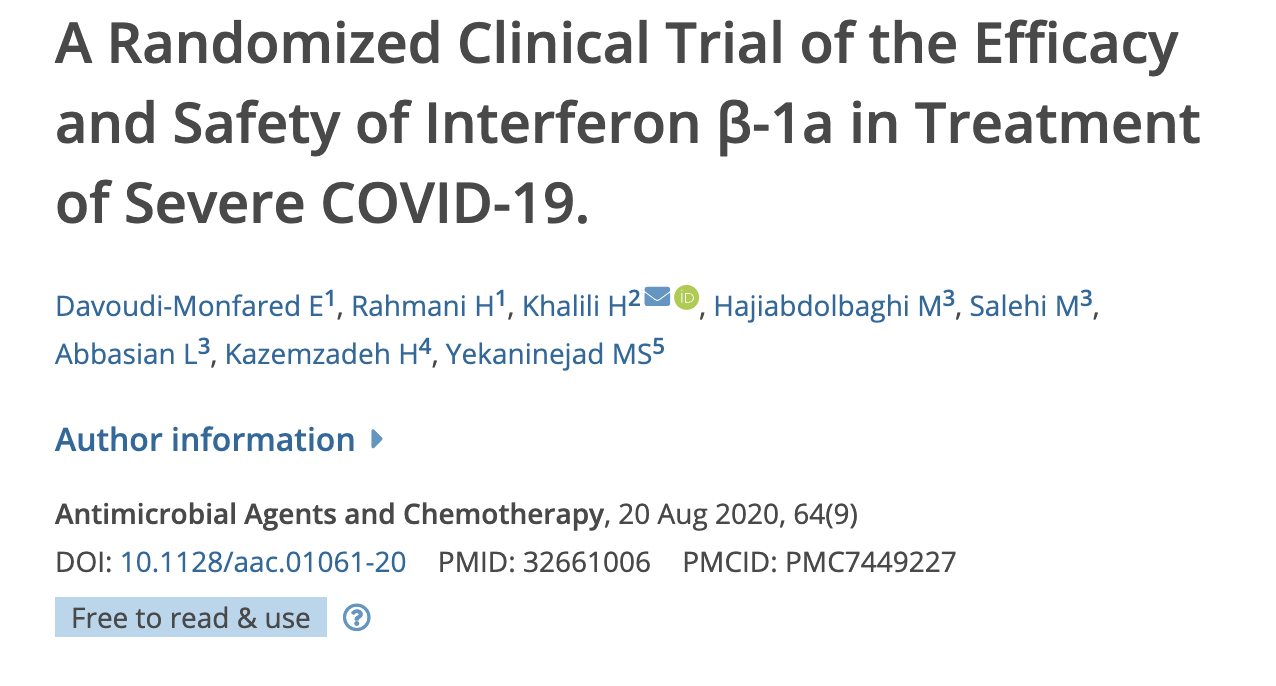 A Randomized Clinical Trial of the Efficacy
and Safety of Interferon β-1a in Treatment
of Severe COVID-19.
Davoudi-Monfared E1, Rahmani H1, Khalili H2 iD, Hajiabdolbaghi M3, Salehi M3,
Abbasian L3, Kazemzadeh H4, Yekaninejad MS5
Author information
Antimicrobial Agents and Chemotherapy, 20 Aug 2020, 64(9)
DOI: 10.1128/aac.01061-20 PMID: 32661006 PMCID: PMC7449227
Free to read & use ?